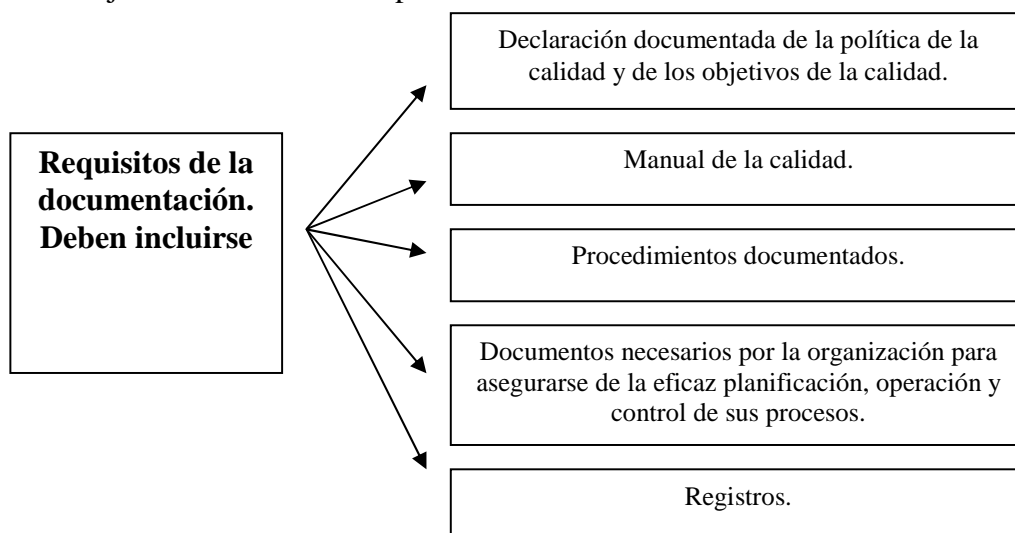 Declaración documentada de la política de la
calidad y de los objetivos de la calidad.
Requisitos de la
documentación.
Deben incluirse
Manual de la calidad.
Procedimientos documentados.
Documentos necesarios por la organización para
asegurarse de la eficaz planificación, operación y
control de sus procesos.
Registros.